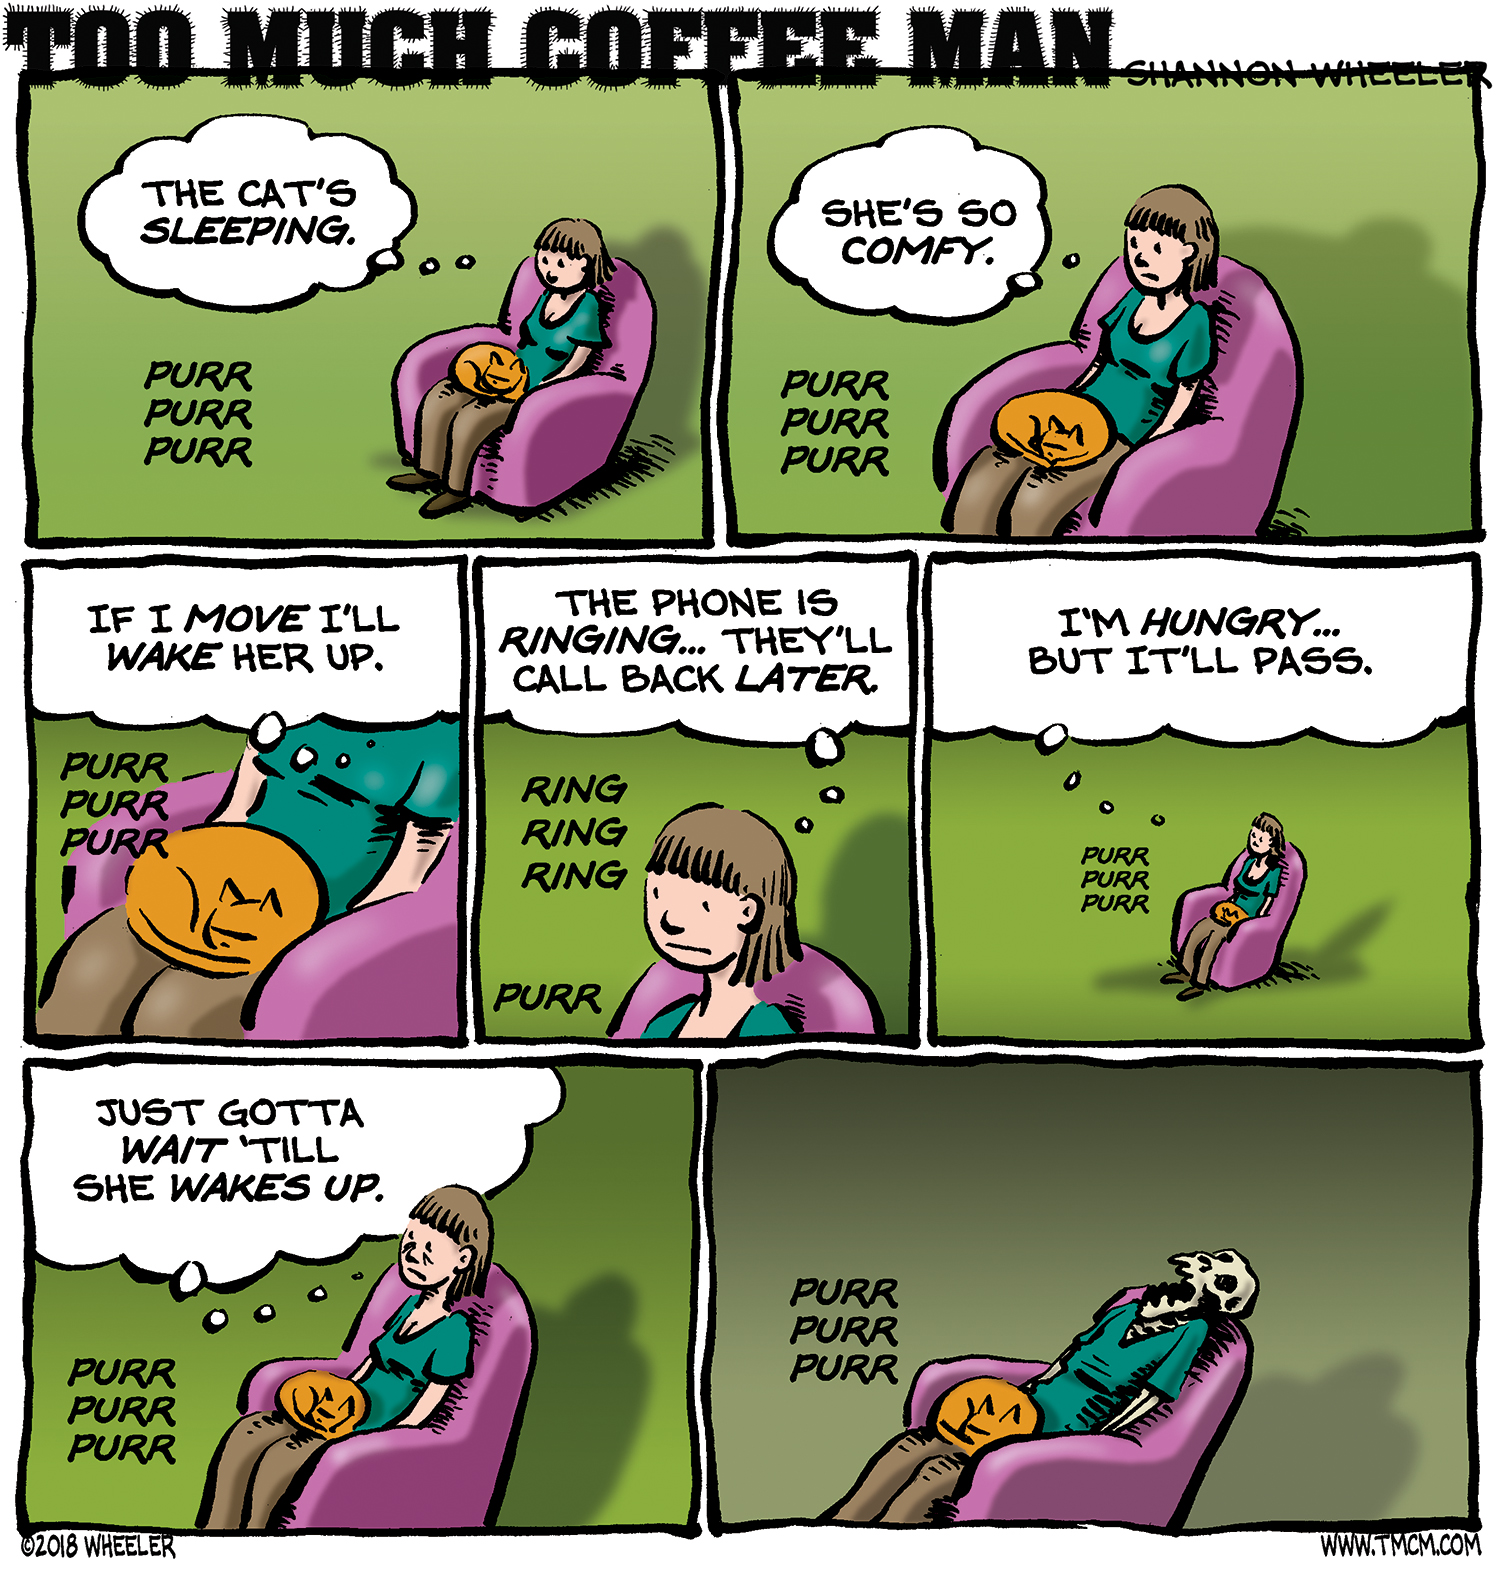 TOO MUCH COFFEE MAN
SHANNON WHEELER
THE CAT'S
SLEEPING.
PURR
PURR
PURR
SHE'S SO
COMFY.
PURR
PURR
PURR
IF I MOVE I'LL
WAKE HER UP.
PURR
PURR
PURR
THE PHONE IS
RINGING... THEY'LL
CALL BACK LATER.
RING
RING
RING
PURR
I'M HUNGRY...
BUT IT'LL PASS.
PURR
PURR
PURR
JUST GOTTA
WAIT 'TILL
SHE WAKES UP.
PURR
PURR
PURR
PURR
PURR
PURR
©2018 WHEELER
WWW.TMCM.COM